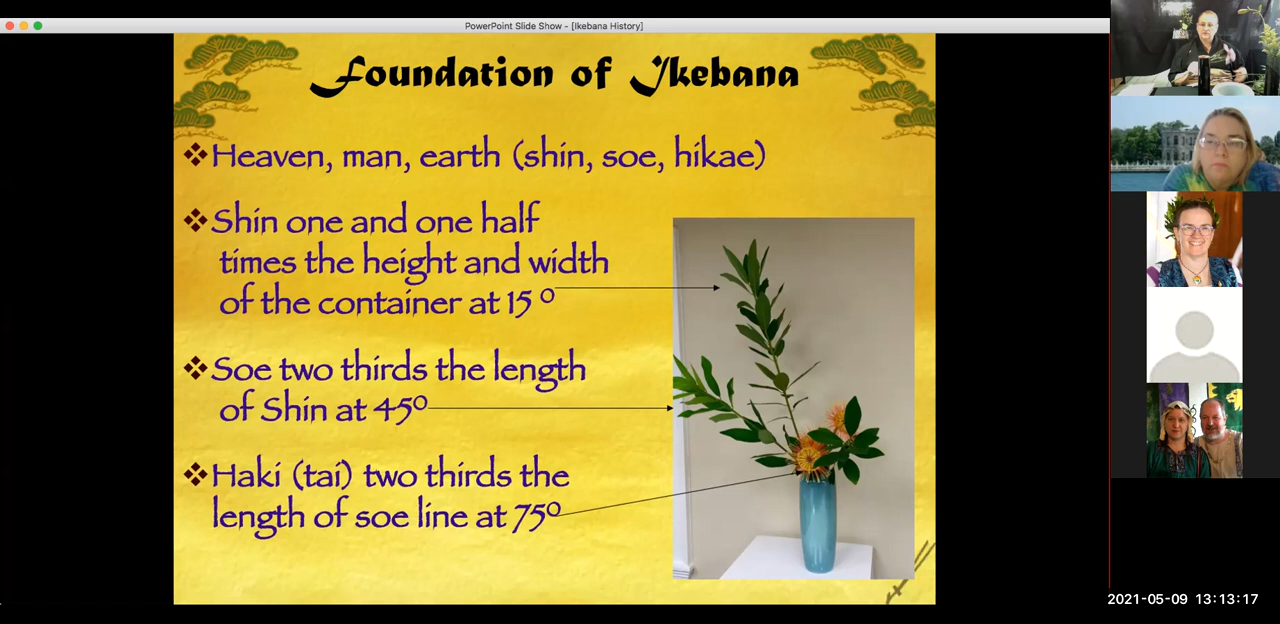 PowerPoint Slide Show - [Ikebana History]
Foundation of Ikebana
❖Heaven, man, earth (shin, soe, hikae)
❖Shin one and one half
times the height and width
of the container at 15 º
❖Soe two thirds the length
of Shin at 45º
❖Haki (tai) two thirds the
length of soe line at 75º
2021-05-09 13:13:17